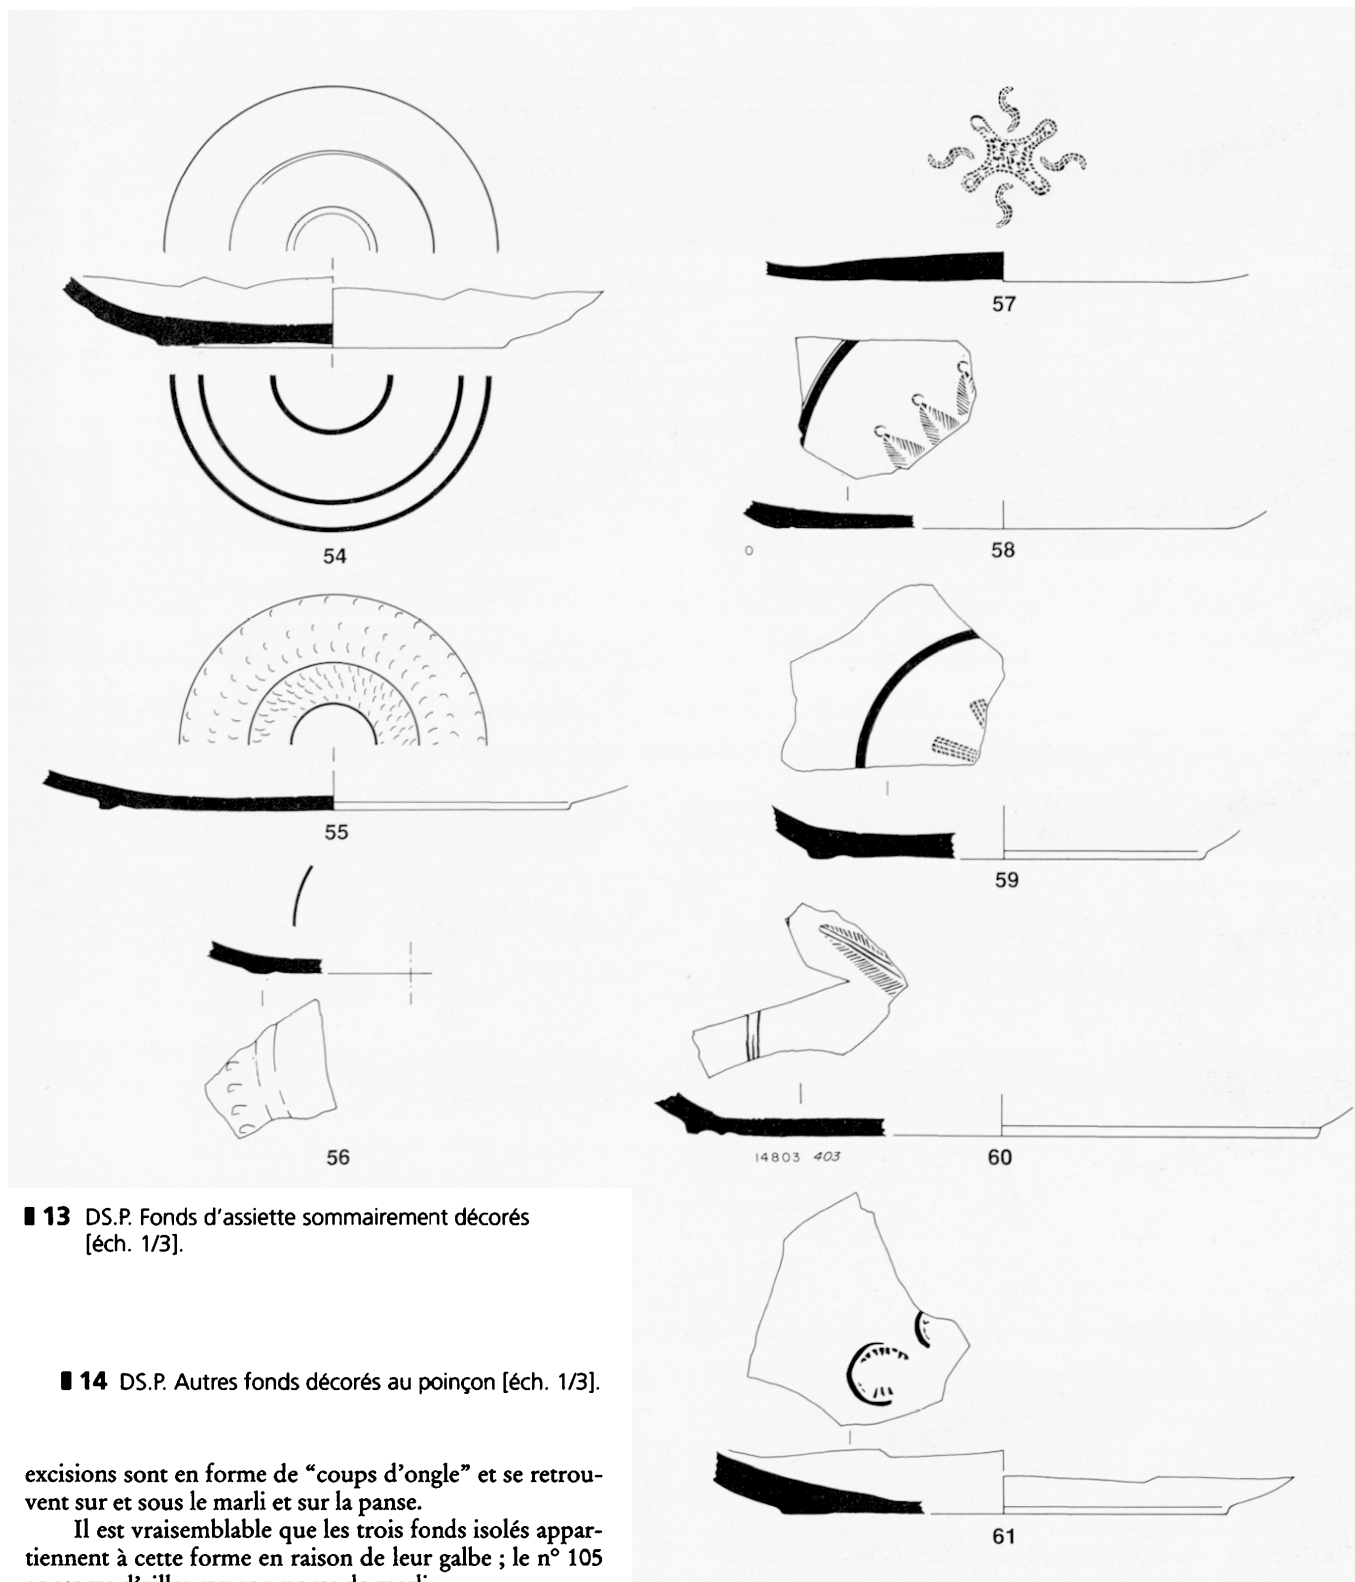 54
55
56
57
58
59
14803 403
60
61
13 DS.P. Fonds d'assiette sommairement décorés
[éch. 1/3].
14 DS.P. Autres fonds décorés au poinçon [éch. 1/3].
excisions sont en forme de “coups d'ongle” et se retrou-
vent sur et sous le marli et sur la panse.
Il est vraisemblable que les trois fonds isolés appar-
tiennent à cette forme en raison de leur galbe ; le n° 105